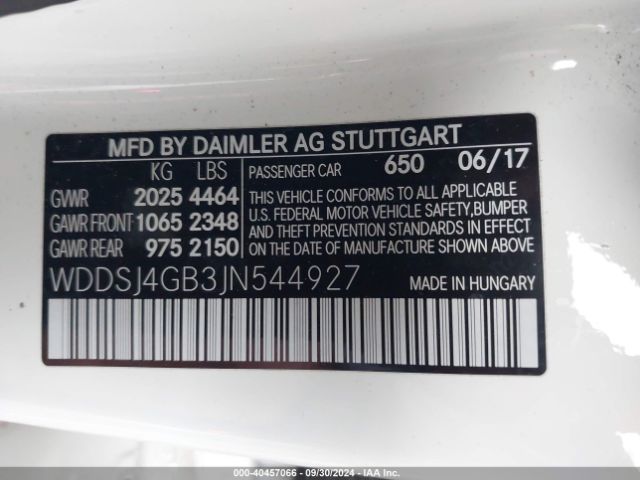 MFD BY DAIMLER AG STUTTGART
KG LBS
GVWR 2025 4464
GAWR FRONT 1065 2348
GAWR REAR 975 2150
PASSENGER CAR 650 06/17
THIS VEHICLE CONFORMS TO ALL APPLICABLE
U.S. FEDERAL MOTOR VEHICLE SAFETY, BUMPER
AND THEFT PREVENTION STANDARDS IN EFFECT
ON THE DATE OF MANUFACTURE SHOWN ABOVE.
WDDSJ4GB3JN544927 MADE IN HUNGARY
000-40457066 - 09/30/2024 - IAA, Inc.